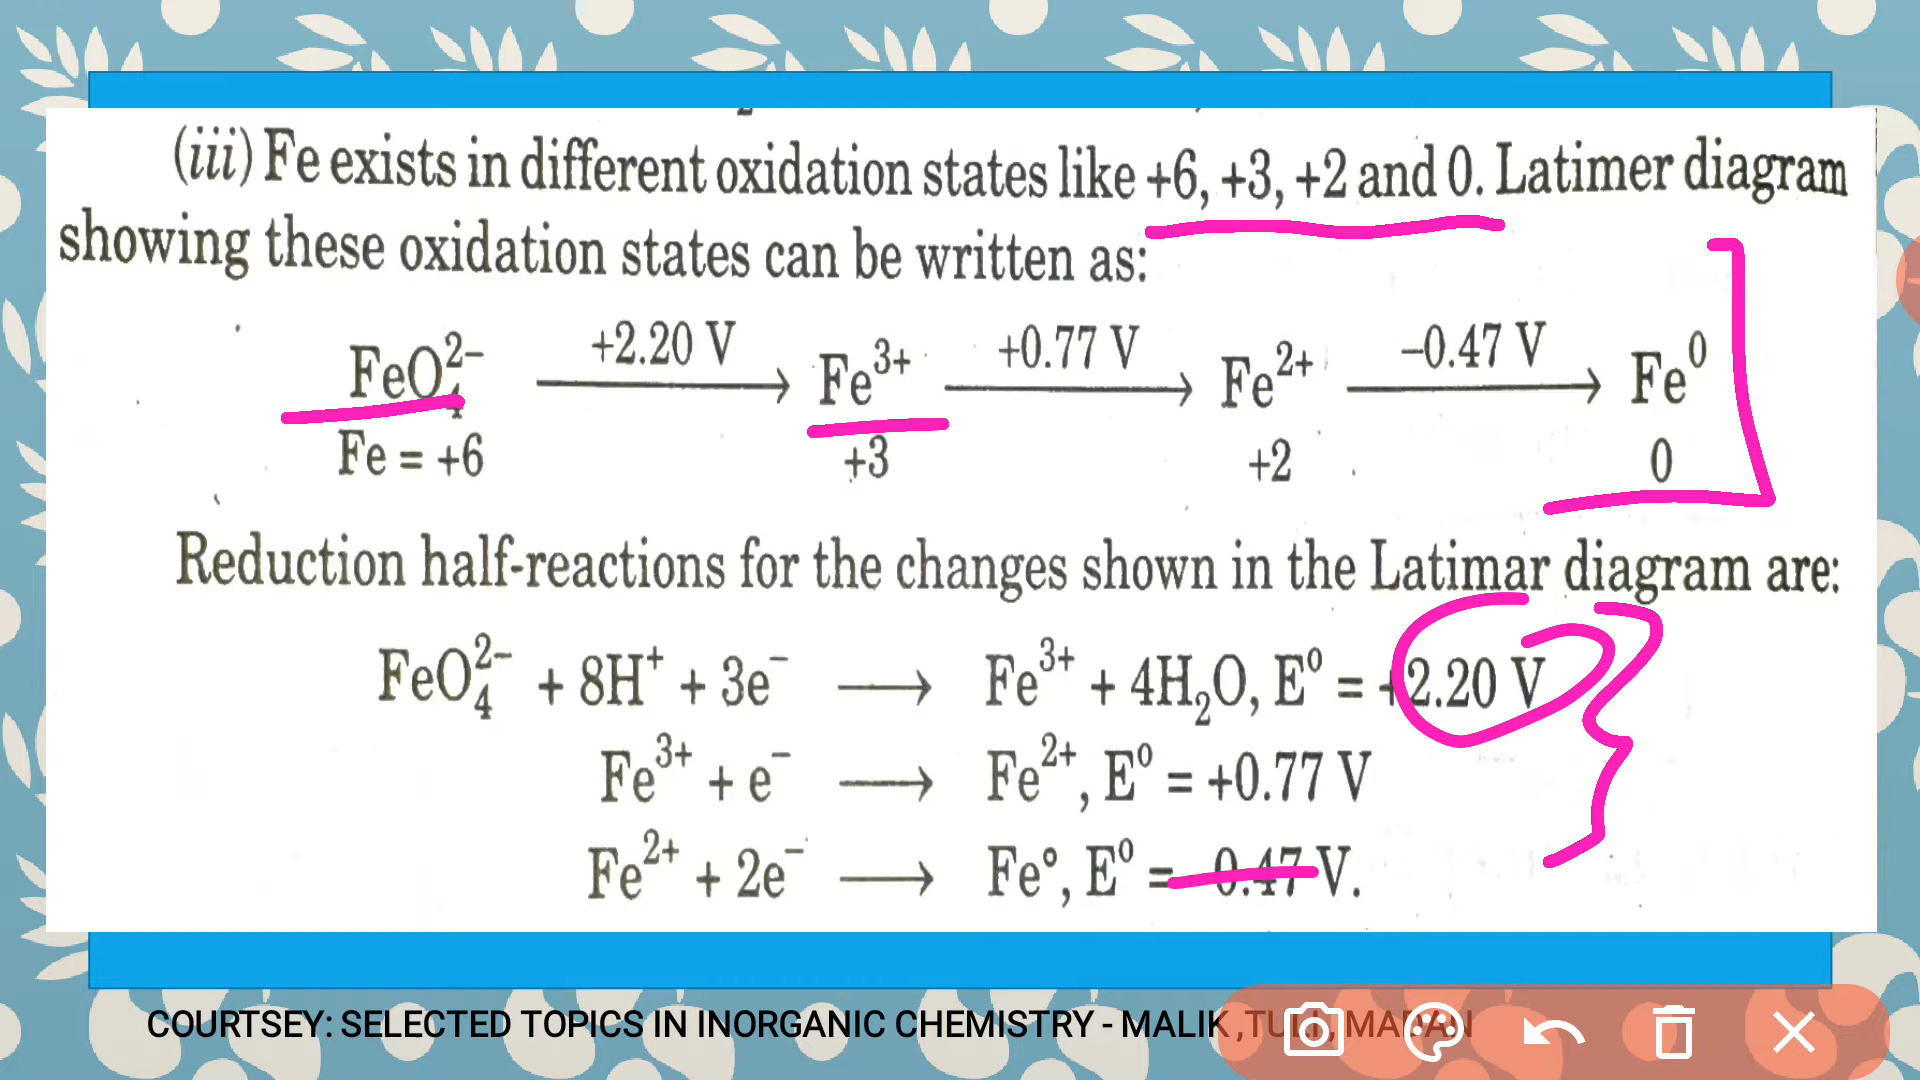 (iii) Fe exists in different oxidation states like +6, +3, +2 and 0. Latimer diagram
showing these oxidation states can be written as:
FeO₄²⁻ +2.20 V → Fe³⁺ +0.77 V → Fe²⁺ –0.47 V → Fe⁰
Fe = +6 +3 +2 0
Reduction half-reactions for the changes shown in the Latimar diagram are:
FeO₄²⁻ + 8H⁺ + 3e⁻ → Fe³⁺ + 4H₂O, E⁰ = +2.20 V
Fe³⁺ + e⁻ → Fe²⁺, E⁰ = +0.77 V
Fe²⁺ + 2e⁻ → Fe°, E⁰ = –0.47 V.
COURTSEY: SELECTED TOPICS IN INORGANIC CHEMISTRY - MALIK ,TULI, MADAN